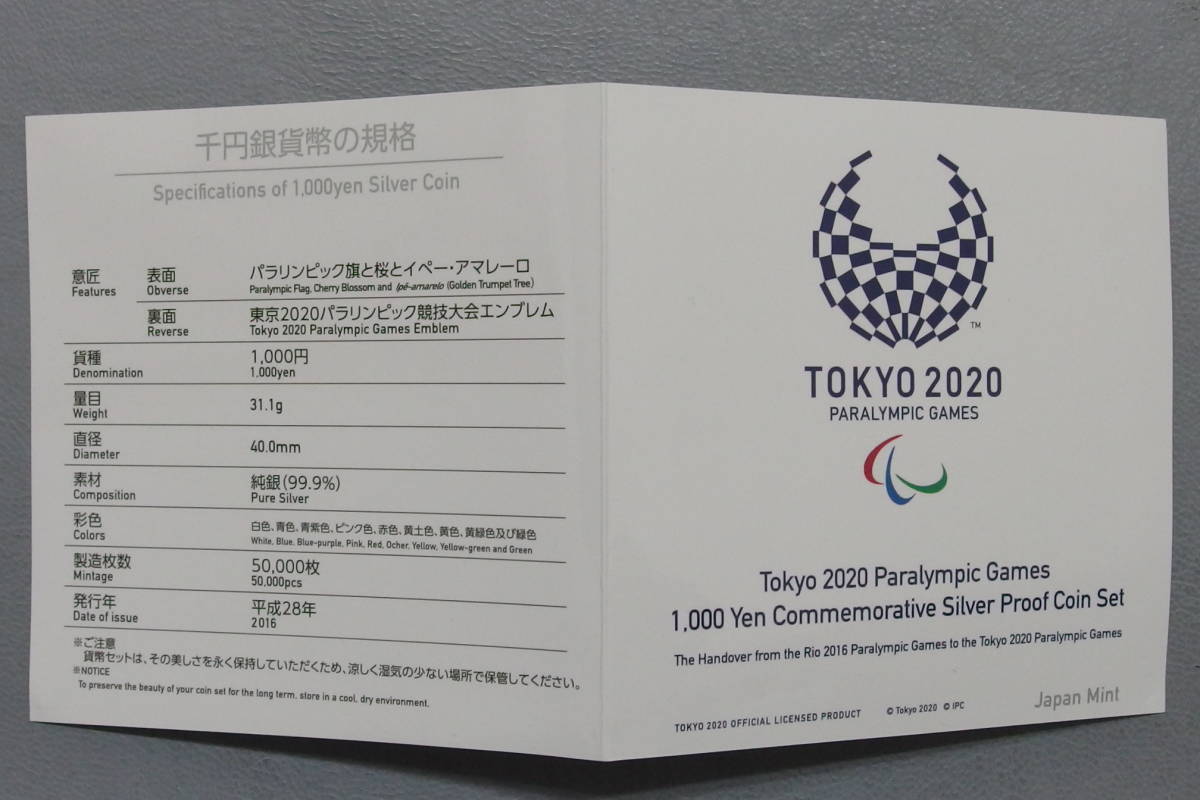 千円銀貨幣の規格
Specifications of 1,000yen Silver Coin
意匠 表面 パラリンピック旗と桜とイペー・アマレーロ
Features Obverse Paralympic Flag, Cherry Blossom and Ipê-amarelo (Golden Trumpet Tree)
裏面 東京2020パラリンピック競技大会エンブレム
Reverse Tokyo 2020 Paralympic Games Emblem
貨種 1,000円
Denomination 1,000yen
量目
Weight 31.1g
直径
Diameter 40.0mm
素材 純銀(99.9%)
Composition Pure Silver
彩色 白色、青色、青紫色、ピンク色、赤色、黄土色、黄色、黄緑色及び緑色
Colors White, Blue, Blue-purple, Pink, Red, Ocher, Yellow, Yellow-green and Green
製造枚数 50,000枚
Mintage 50,000pcs
発行年 平成28年
Date of issue 2016
※ご注意
貨幣セットは、その美しさを永く保持していただくため、涼しく湿気の少ない場所で保管してください。
※NOTICE
To preserve the beauty of your coin set for the long term, store in a cool, dry environment.
TM
TOKYO 2020
PARALYMPIC GAMES
Tokyo 2020 Paralympic Games
1,000 Yen Commemorative Silver Proof Coin Set
The Handover from the Rio 2016 Paralympic Games to the Tokyo 2020 Paralympic Games
Japan Mint
TOKYO 2020 OFFICIAL LICENSED PRODUCT © Tokyo 2020 © IPC